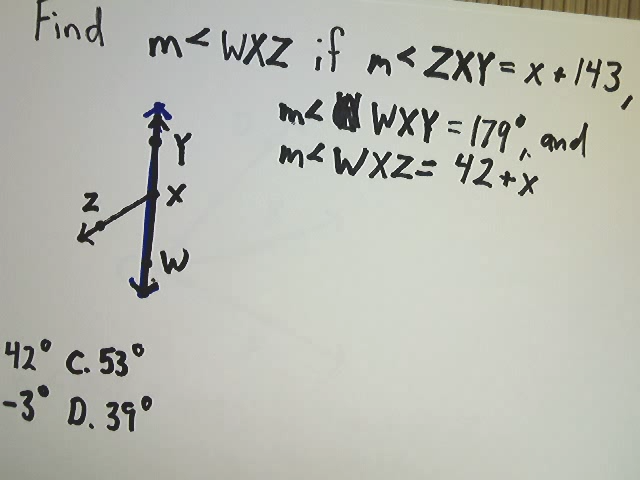 Find m< WXZ if m< ZXY = x + 143,
m< WXY = 179°, and
m< WXZ = 42 + x
Y
X
Z
W
42° C. 53°
-3° D. 39°